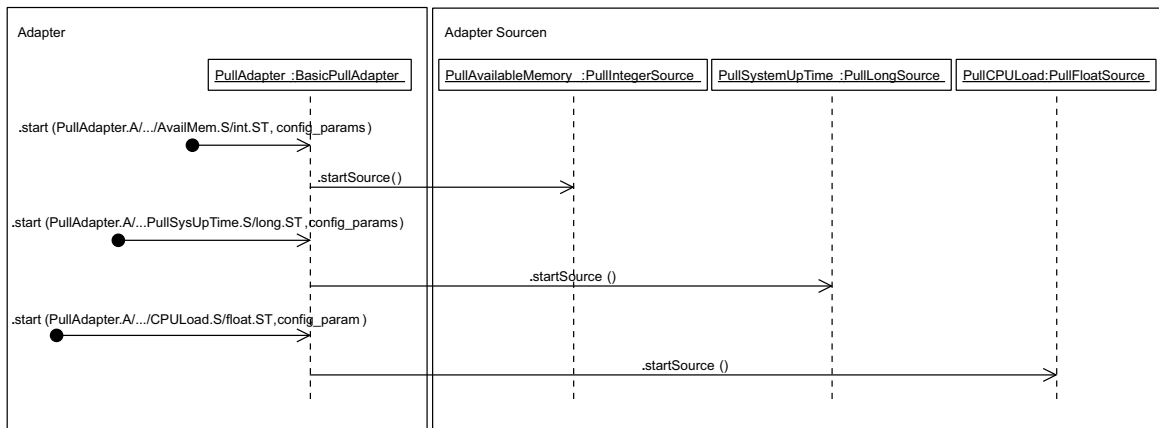 Adapter
Adapter Sourcen
PullAdapter :BasicPullAdapter
PullAvailableMemory :PullIntegerSource
PullSystemUpTime :PullLongSource
PullCPULoad:PullFloatSource
.start (PullAdapter.A/.../AvailMem.S/int.ST, config_params)
.startSource()
.start (PullAdapter.A/...PullSysUpTime.S/long.ST,config_params)
.startSource ()
.start (PullAdapter.A/.../CPULoad.S/float.ST,config_param )
.startSource ()